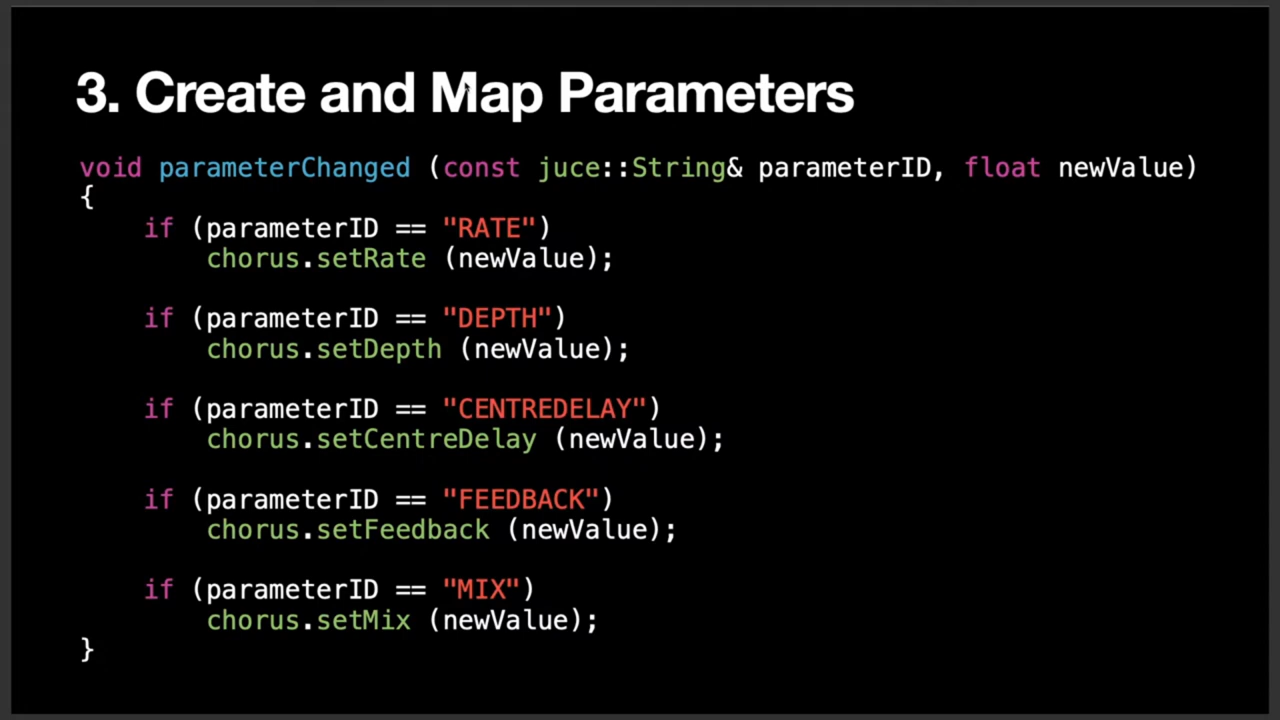 3. Create and Map Parameters
void parameterChanged (const juce::String& parameterID, float newValue)
{
    if (parameterID == "RATE")
        chorus.setRate (newValue);
    if (parameterID == "DEPTH")
        chorus.setDepth (newValue);
    if (parameterID == "CENTREDELAY")
        chorus.setCentreDelay (newValue);
    if (parameterID == "FEEDBACK")
        chorus.setFeedback (newValue);
    if (parameterID == "MIX")
        chorus.setMix (newValue);
}